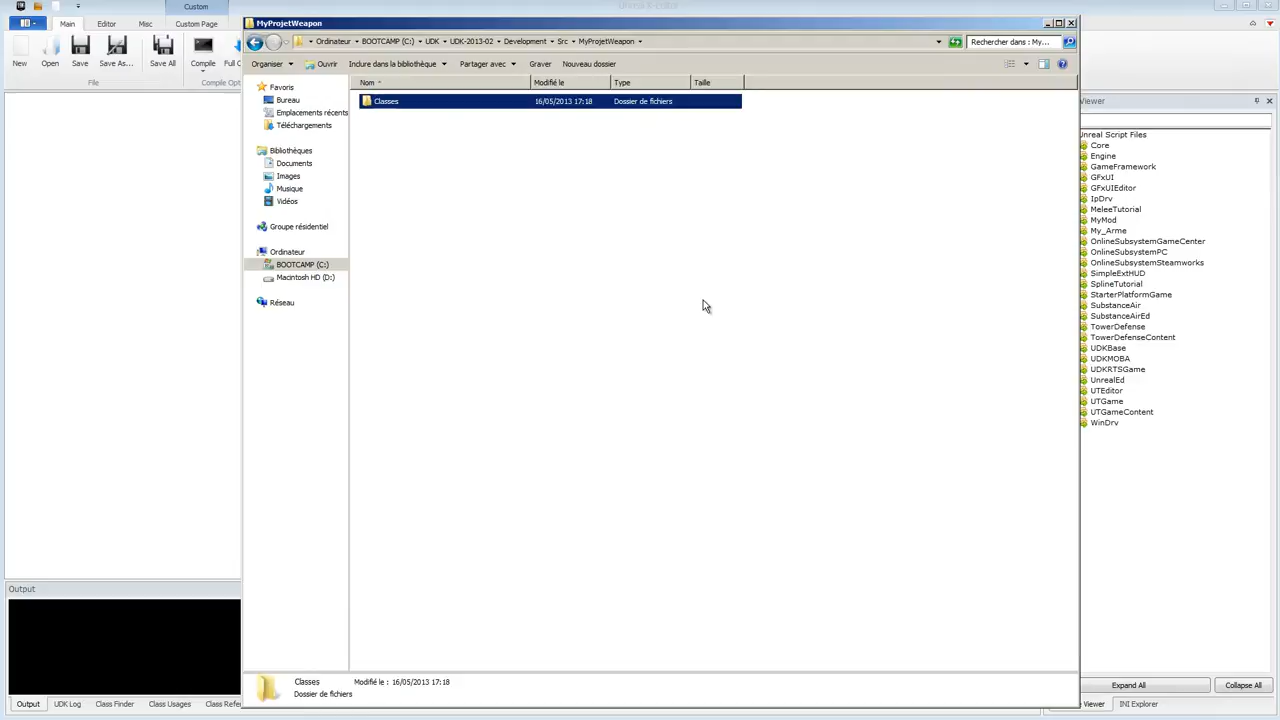 Custom
Main
Editor
Misc
Custom Page
New
Open
Save
Save As...
Save All
Compile
Full C
File
Compile Opt
MyProjetWeapon
Ordinateur
BOOTCAMP (C:)
UDK
UDK-2013-02
Development
Src
MyProjetWeapon
Rechercher dans : My...
Organiser
Ouvrir
Indure dans la bibliothèque
Partager avec
Graver
Nouveau dossier
Nom
Modifié le
Type
Taille
Classes
16/05/2013 17:18
Dossier de fichiers
Favoris
Bureau
Emplacements récents
Téléchargements
Bibliothèques
Documents
Images
Musique
Vidéos
Groupe résidentiel
Ordinateur
BOOTCAMP (C:)
Macintosh HD (D:)
Réseau
Viewer
Unreal Script Files
Core
Engine
GameFramework
GFxUI
GFxUIEditor
IpDrv
MeleeTutorial
MyMod
My_Arme
OnlineSubsystemGameCenter
OnlineSubsystemPC
OnlineSubsystemSteamworks
SimpleExtHUD
SplineTutorial
StarterPlatformGame
SubstanceAir
SubstanceAirEd
TowerDefense
TowerDefenseContent
UDKBase
UDKMOBA
UDKRTSGame
UnrealEd
UTEditor
UTGame
UTGameContent
WinDrv
Output
Classes
Modifié le : 16/05/2013 17:18
Dossier de fichiers
Expand All
Collapse All
Output
UDK Log
Class Finder
Class Usages
Class Refe
Viewer
INI Explorer